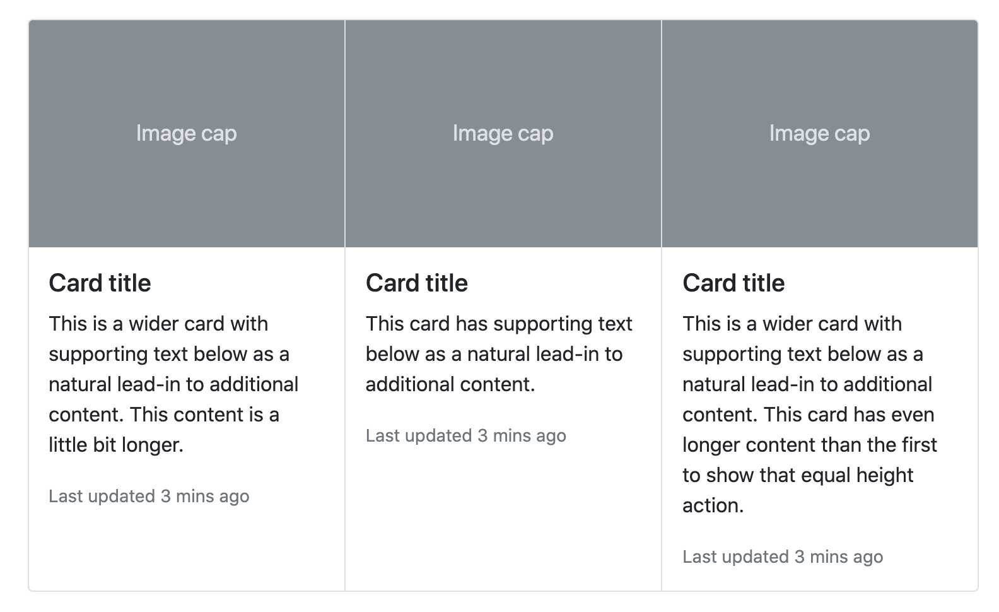 Image cap
Card title
This is a wider card with
supporting text below as a
natural lead-in to additional
content. This content is a
little bit longer.
Last updated 3 mins ago
Image cap
Card title
This card has supporting text
below as a natural lead-in to
additional content.
Last updated 3 mins ago
Image cap
Card title
This is a wider card with
supporting text below as a
natural lead-in to additional
content. This card has even
longer content than the first
to show that equal height
action.
Last updated 3 mins ago